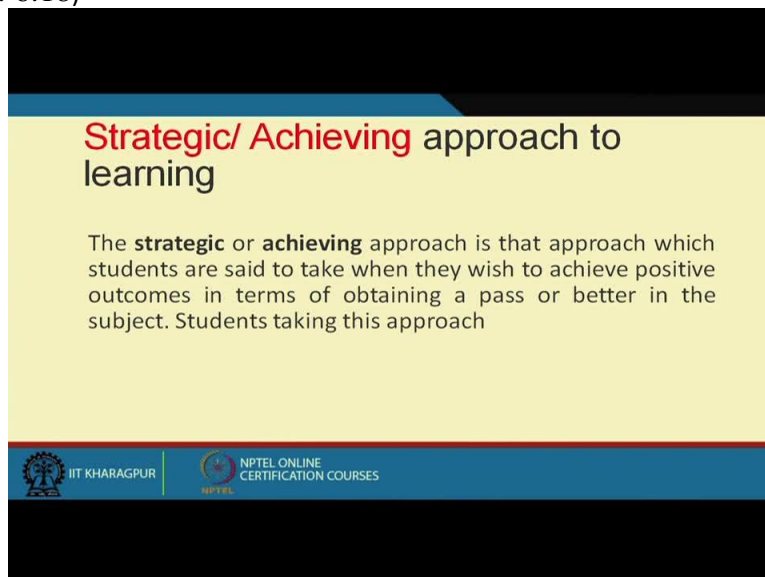 Strategic/ Achieving approach to
learning
The strategic or achieving approach is that approach which
students are said to take when they wish to achieve positive
outcomes in terms of obtaining a pass or better in the
subject. Students taking this approach
IIT KHARAGPUR
NPTEL ONLINE
CERTIFICATION COURSES
NPTEL